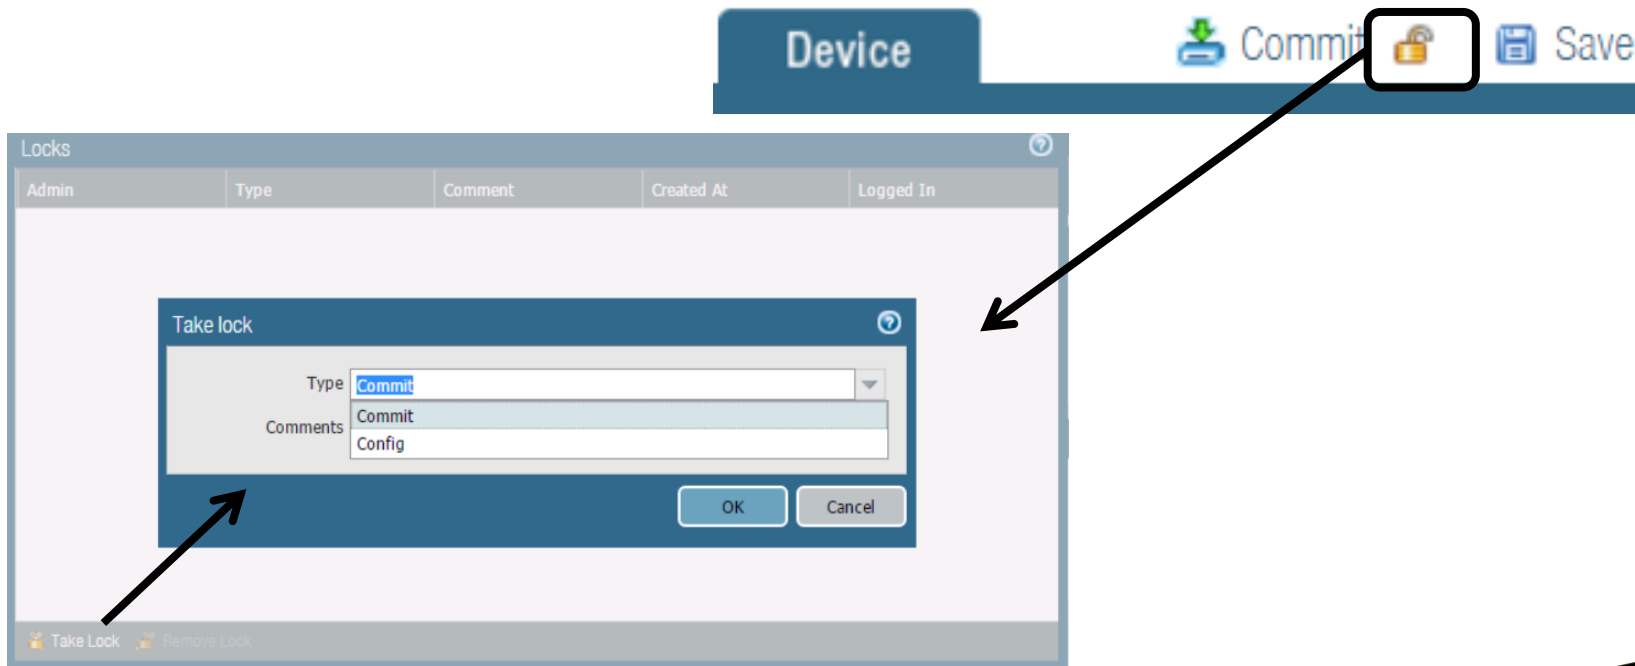 Device
Commit
Save
Locks
Admin Type Comment Created At Logged In
Take lock
Type Commit
Commit
Comments
Config
OK Cancel
Take Lock Remove Lock